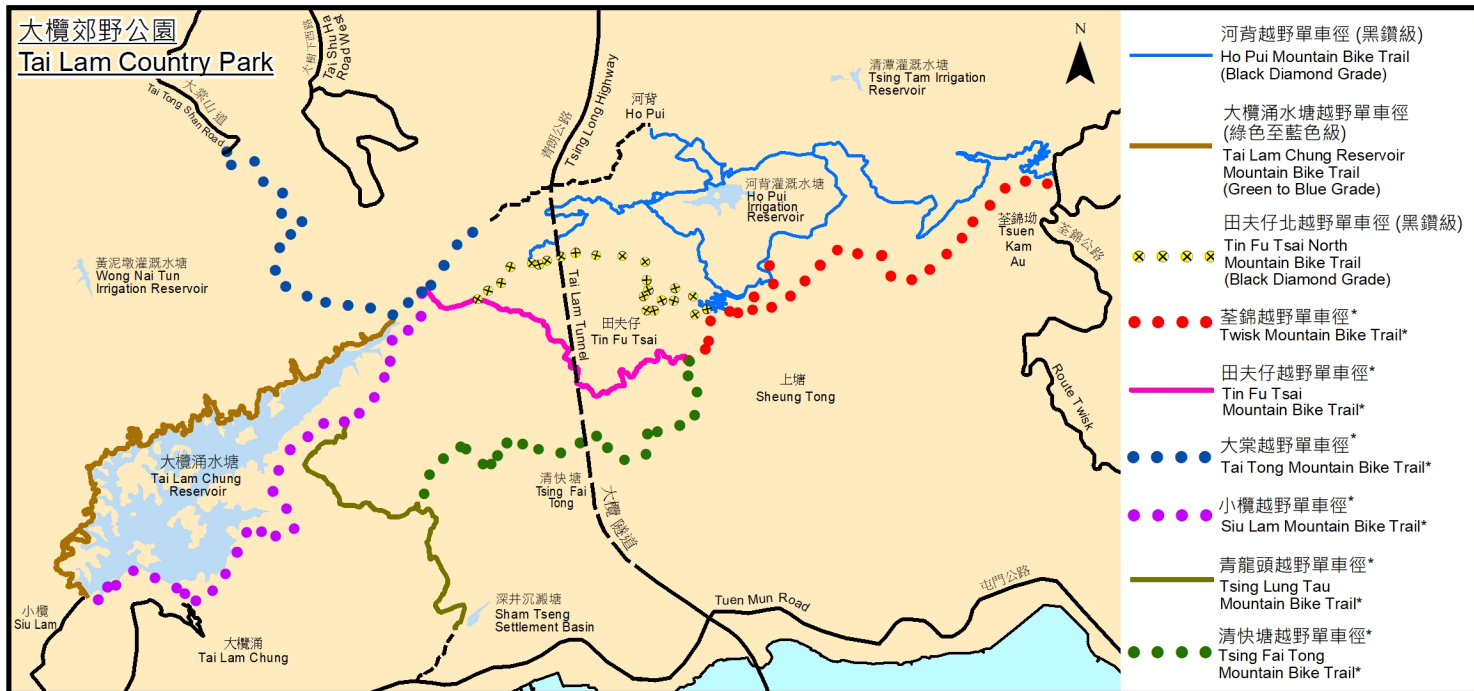 大欖郊野公園
Tai Lam Country Park
大棠山道
Tai Tong Shan Road
大樹下西路
Tai Shu Ha
Road West
青朗公路
Tsing Long Highway
河背
Ho Pui
清潭灌溉水塘
Tsing Tam Irrigation
Reservoir
N
河背灌溉水塘
Ho Pui
Irrigation
Reservoir
荃錦坳
Tsuen
Kam
Au
荃錦公路
Route Twisk
黃泥墩灌溉水塘
Wong Nai Tun
Irrigation Reservoir
田夫仔
Tin Fu Tsai
Tai Lam Tunnel
大欖隧道
上塘
Sheung Tong
大欖涌水塘
Tai Lam Chung
Reservoir
清快塘
Tsing Fai
Tong
小欖
Siu Lam
大欖涌
Tai Lam Chung
深井沉澱塘
Sham Tseng
Settlement Basin
Tuen Mun Road
屯門公路
河背越野單車徑 (黑鑽級)
Ho Pui Mountain Bike Trail
(Black Diamond Grade)
大欖涌水塘越野單車徑
(綠色至藍色級)
Tai Lam Chung Reservoir
Mountain Bike Trail
(Green to Blue Grade)
田夫仔北越野單車徑 (黑鑽級)
Tin Fu Tsai North
Mountain Bike Trail
(Black Diamond Grade)
荃錦越野單車徑*
Twisk Mountain Bike Trail*
田夫仔越野單車徑*
Tin Fu Tsai
Mountain Bike Trail*
大棠越野單車徑*
Tai Tong Mountain Bike Trail*
小欖越野單車徑*
Siu Lam Mountain Bike Trail*
青龍頭越野單車徑*
Tsing Lung Tau
Mountain Bike Trail*
清快塘越野單車徑*
Tsing Fai Tong
Mountain Bike Trail*